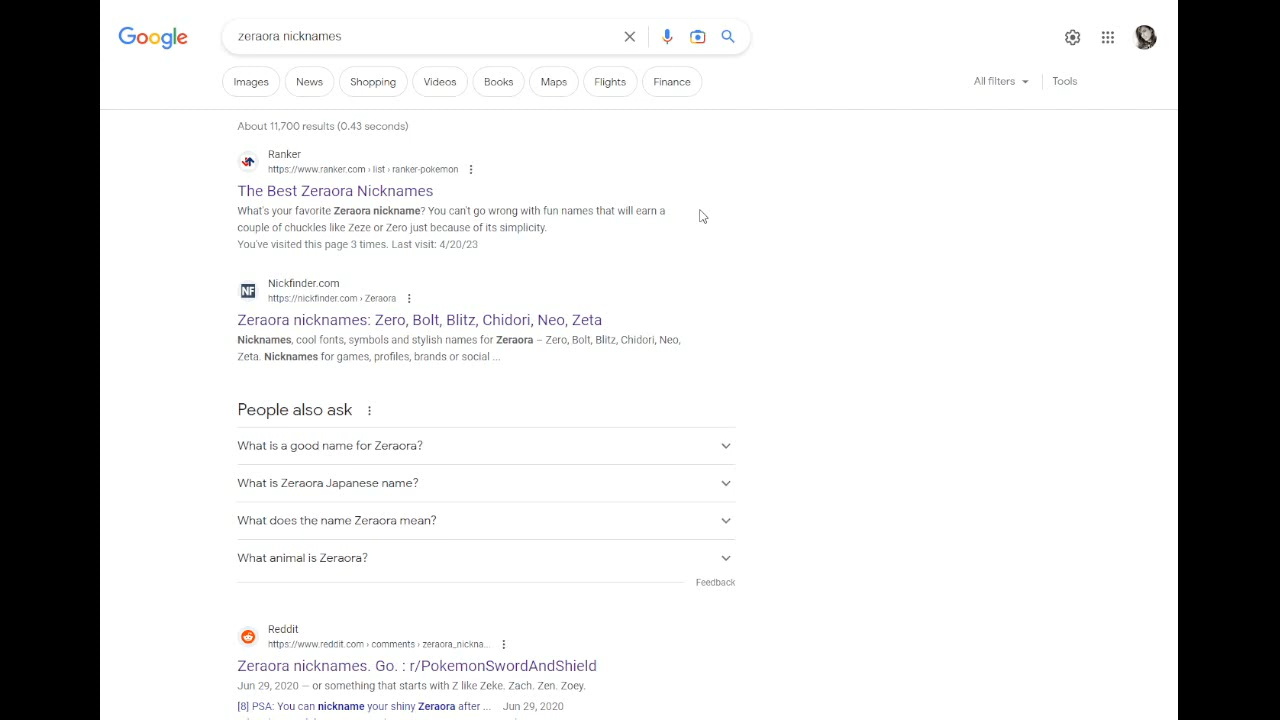 Google
zeraora nicknames
Images
News
Shopping
Videos
Books
Maps
Flights
Finance
All filters
Tools
About 11,700 results (0.43 seconds)
Ranker
https://www.ranker.com › list › ranker-pokemon
The Best Zeraora Nicknames
What's your favorite Zeraora nickname? You can't go wrong with fun names that will earn a
couple of chuckles like Zeze or Zero just because of its simplicity.
You've visited this page 3 times. Last visit: 4/20/23
NF
Nickfinder.com
https://nickfinder.com › Zeraora
Zeraora nicknames: Zero, Bolt, Blitz, Chidori, Neo, Zeta
Nicknames, cool fonts, symbols and stylish names for Zeraora – Zero, Bolt, Blitz, Chidori, Neo,
Zeta. Nicknames for games, profiles, brands or social ...
People also ask
What is a good name for Zeraora?
What is Zeraora Japanese name?
What does the name Zeraora mean?
What animal is Zeraora?
Feedback
Reddit
https://www.reddit.com › comments › zeraora_nickna...
Zeraora nicknames. Go. : r/PokemonSwordAndShield
Jun 29, 2020 — or something that starts with Z like Zeke. Zach. Zen. Zoey.
[8] PSA: You can nickname your shiny Zeraora after ... Jun 29, 2020